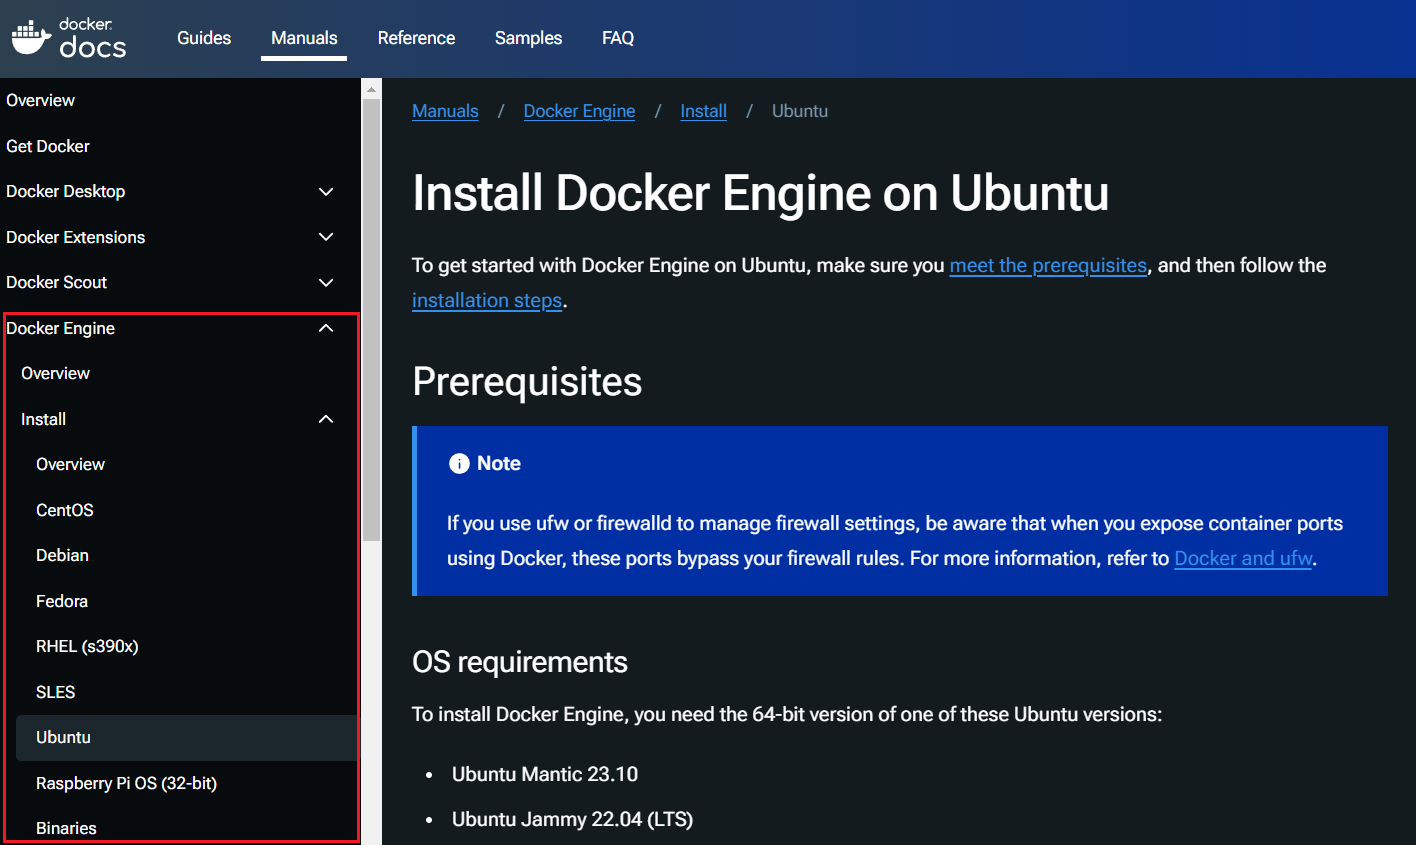 docker
docs
Guides
Manuals
Reference
Samples
FAQ
Overview
Get Docker
Docker Desktop
Docker Extensions
Docker Scout
Docker Engine
Overview
Install
Overview
CentOS
Debian
Fedora
RHEL (s390x)
SLES
Ubuntu
Raspberry Pi OS (32-bit)
Binaries
Manuals / Docker Engine / Install / Ubuntu
Install Docker Engine on Ubuntu
To get started with Docker Engine on Ubuntu, make sure you meet the prerequisites, and then follow the
installation steps.
Prerequisites
Note
If you use ufw or firewalld to manage firewall settings, be aware that when you expose container ports
using Docker, these ports bypass your firewall rules. For more information, refer to Docker and ufw.
OS requirements
To install Docker Engine, you need the 64-bit version of one of these Ubuntu versions:
• Ubuntu Mantic 23.10
• Ubuntu Jammy 22.04 (LTS)